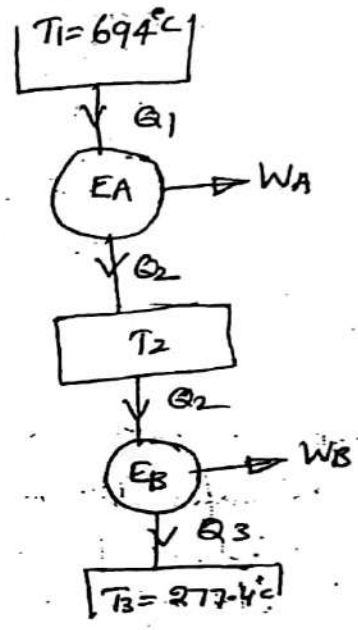 T1 = 694°C
Q1
EA
WA
Q2
T2
Q2
EB
WB
Q3
T3 = 277.4°C